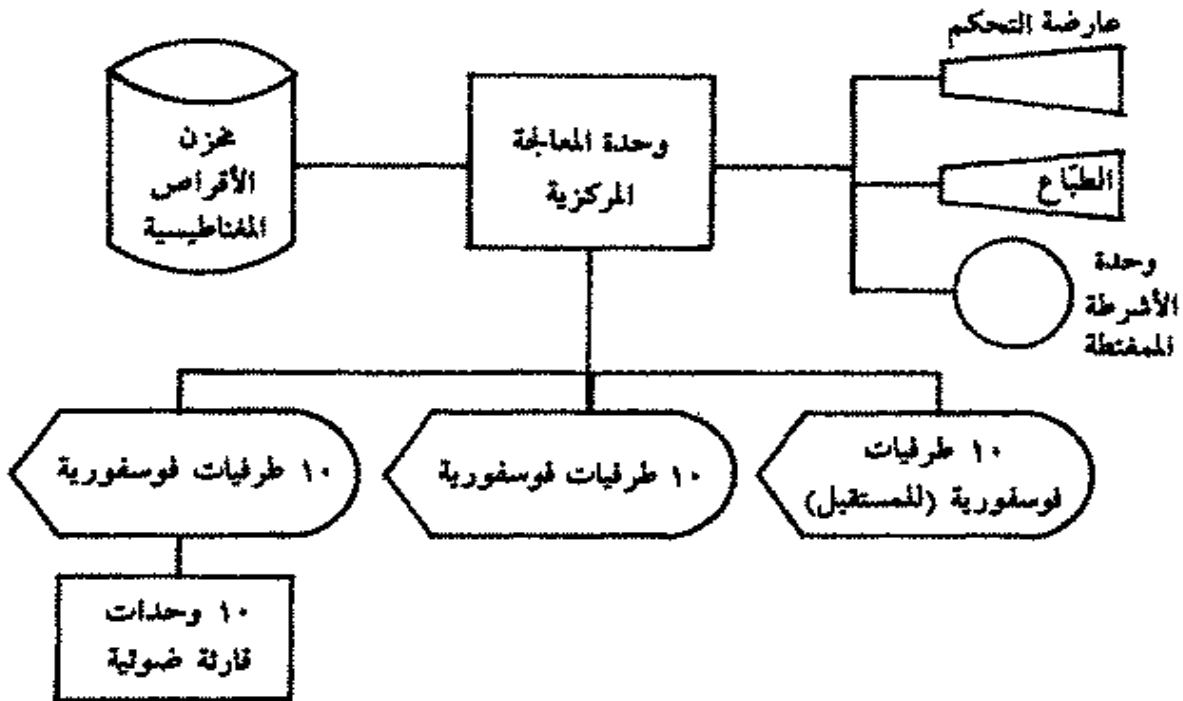 عارضة التحكم
الطبّاع
وحدة
الأشرطة
الممغنطة
وحدة المعالجة
المركزية
مخزن
الأقراص
المغناطيسية
١٠ طرفيات
فوسفورية (للمستقبل)
١٠ طرفيات فوسفورية
١٠ طرفيات فوسفورية
١٠ وحدات
قارئة ضوئية